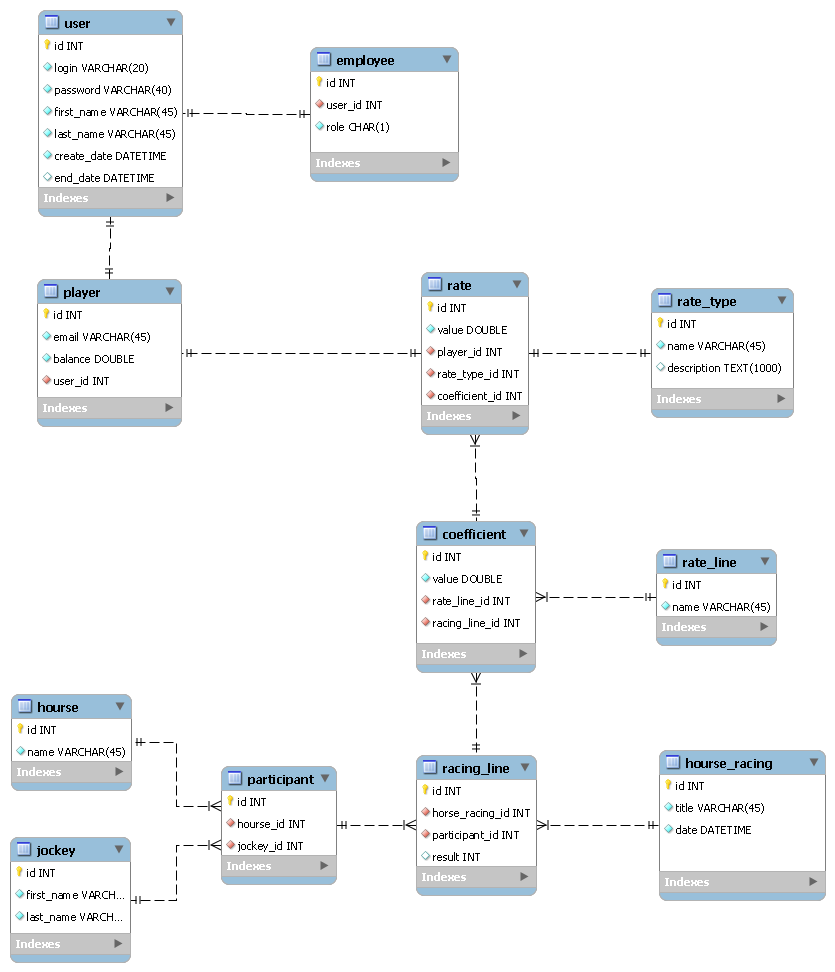 user
id INT
login VARCHAR(20)
password VARCHAR(40)
first_name VARCHAR(45)
last_name VARCHAR(45)
create_date DATETIME
end_date DATETIME
Indexes
employee
id INT
user_id INT
role CHAR(1)
Indexes
player
id INT
email VARCHAR(45)
balance DOUBLE
user_id INT
Indexes
rate
id INT
value DOUBLE
player_id INT
rate_type_id INT
coefficient_id INT
Indexes
rate_type
id INT
name VARCHAR(45)
description TEXT(1000)
Indexes
coefficient
id INT
value DOUBLE
rate_line_id INT
racing_line_id INT
Indexes
rate_line
id INT
name VARCHAR(45)
Indexes
hourse
id INT
name VARCHAR(45)
Indexes
participant
id INT
hourse_id INT
jockey_id INT
Indexes
racing_line
id INT
horse_racing_id INT
participant_id INT
result INT
Indexes
hourse_racing
id INT
title VARCHAR(45)
date DATETIME
Indexes
jockey
id INT
first_name VARCH...
last_name VARCH...
Indexes